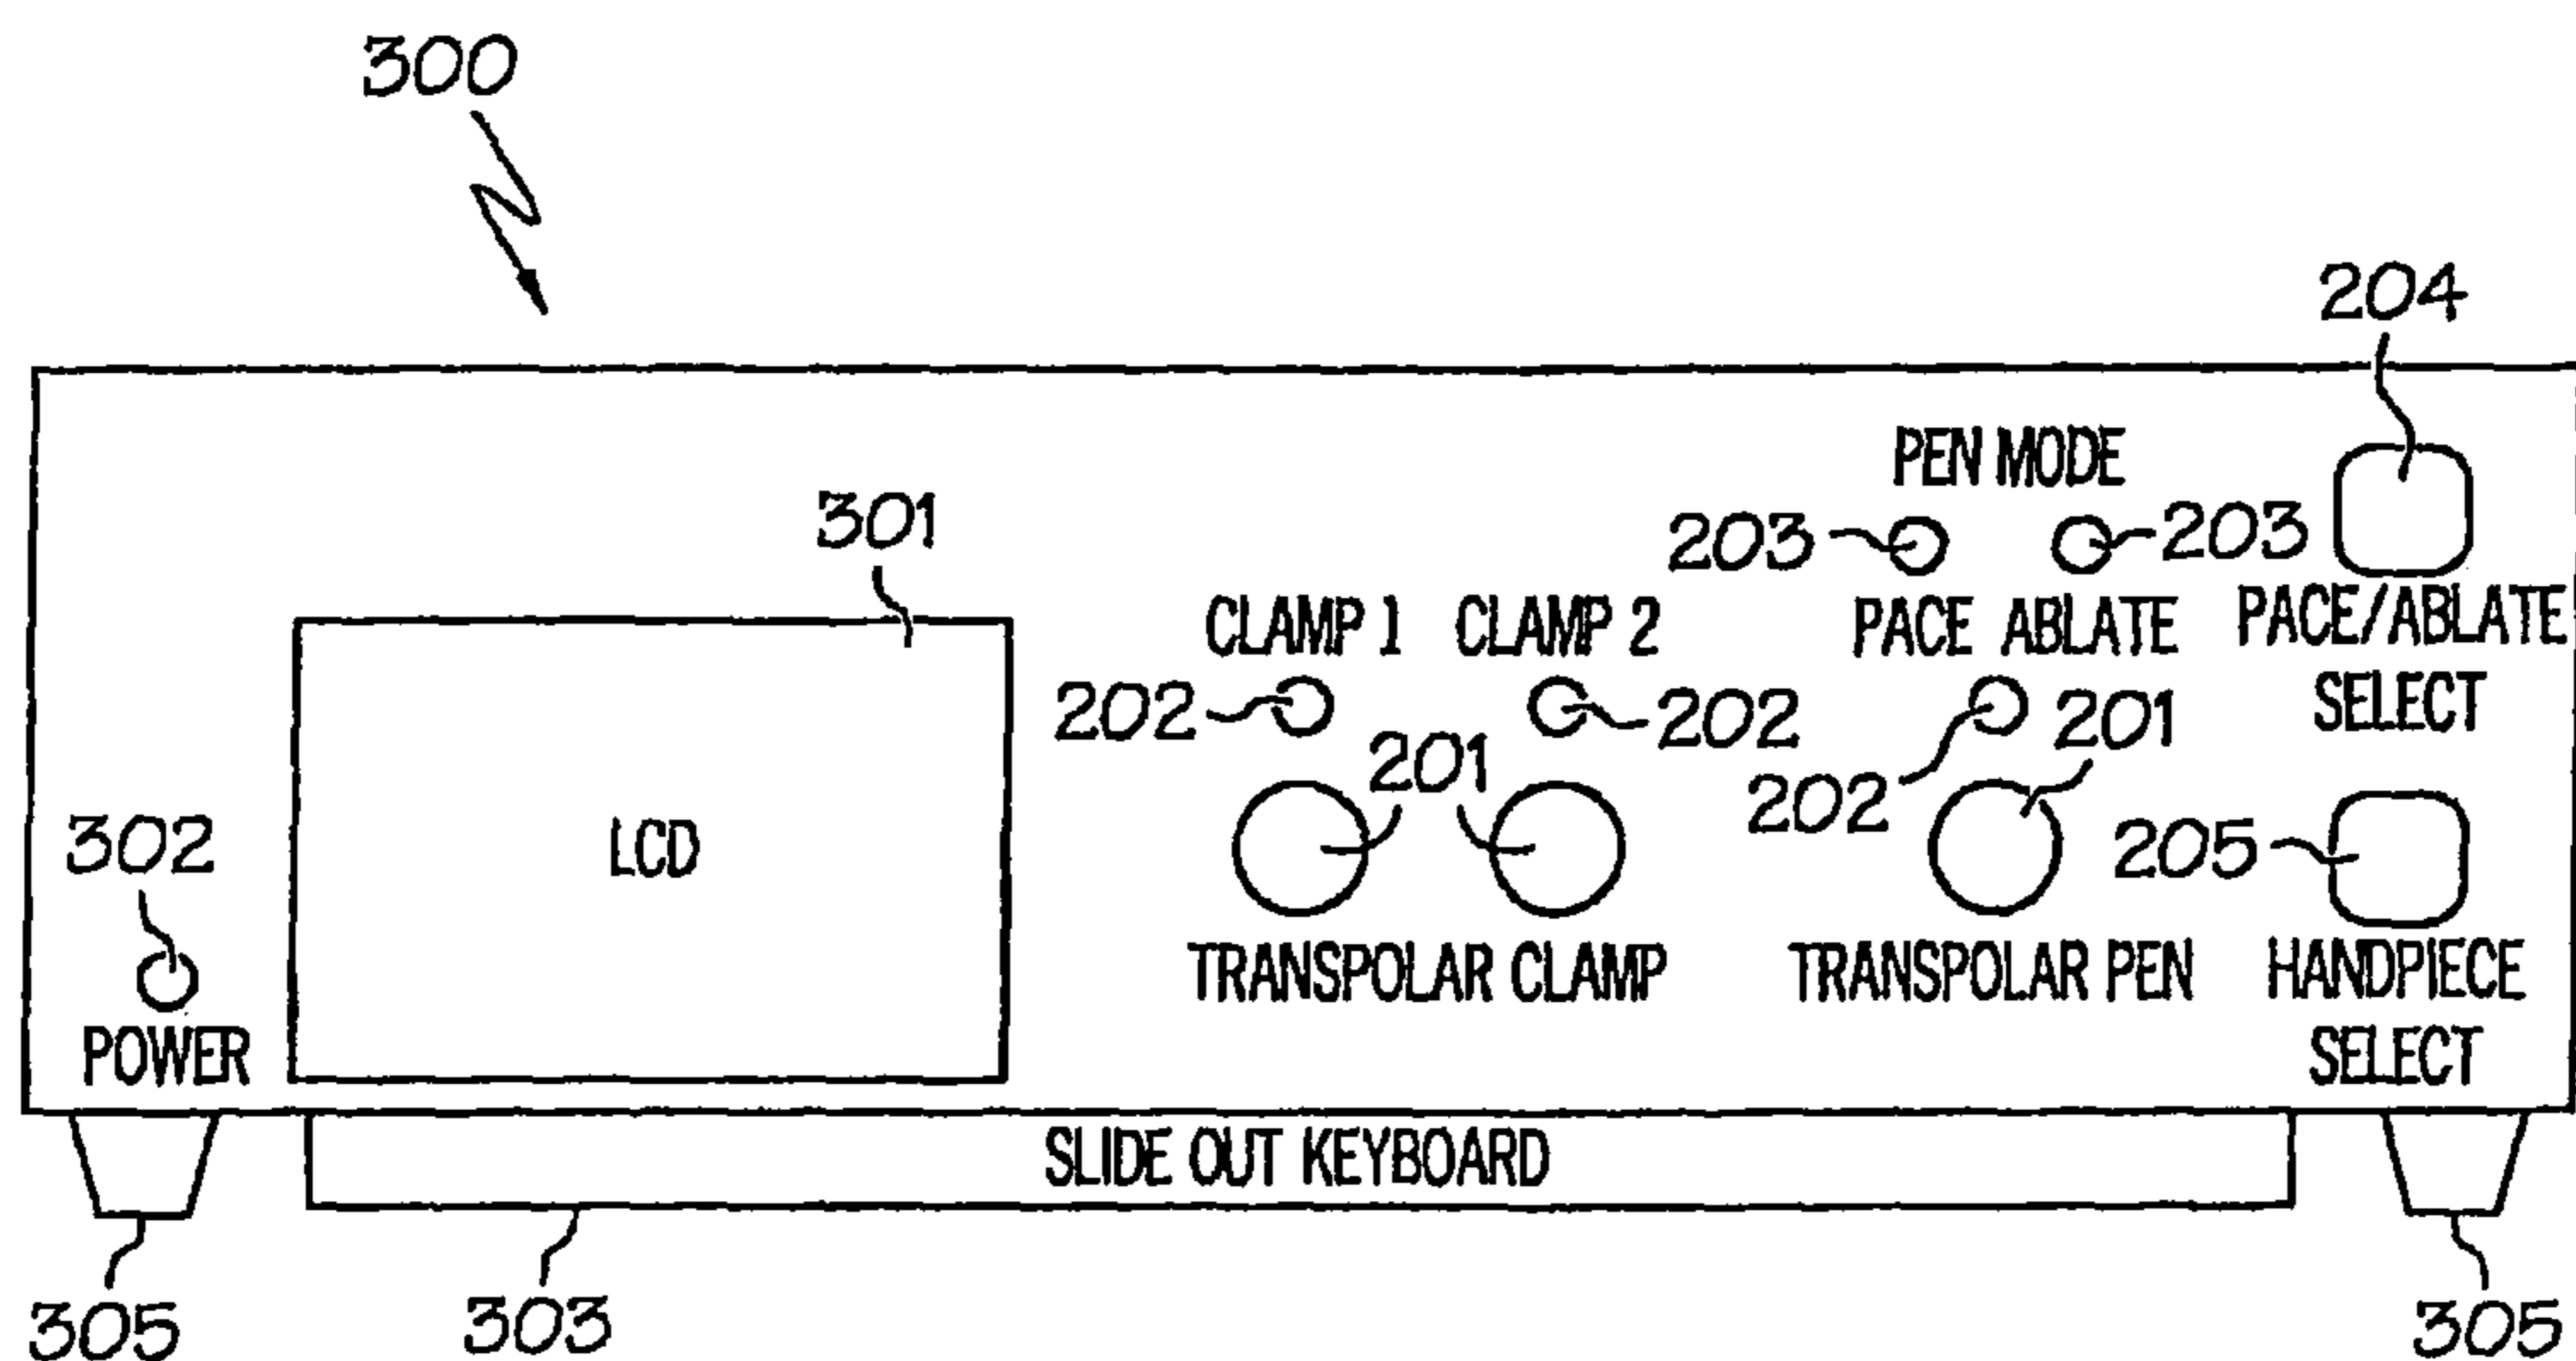 300
204
PEN MODE
301
203
203
CLAMP 1 CLAMP 2
PACE ABLATE
PACE/ABLATE
SELECT
202
202
202
201
201
LCD
302
205
TRANSPOLAR CLAMP
TRANSPOLAR PEN
HANDPIECE
SELECT
POWER
SLIDE OUT KEYBOARD
305
303
305